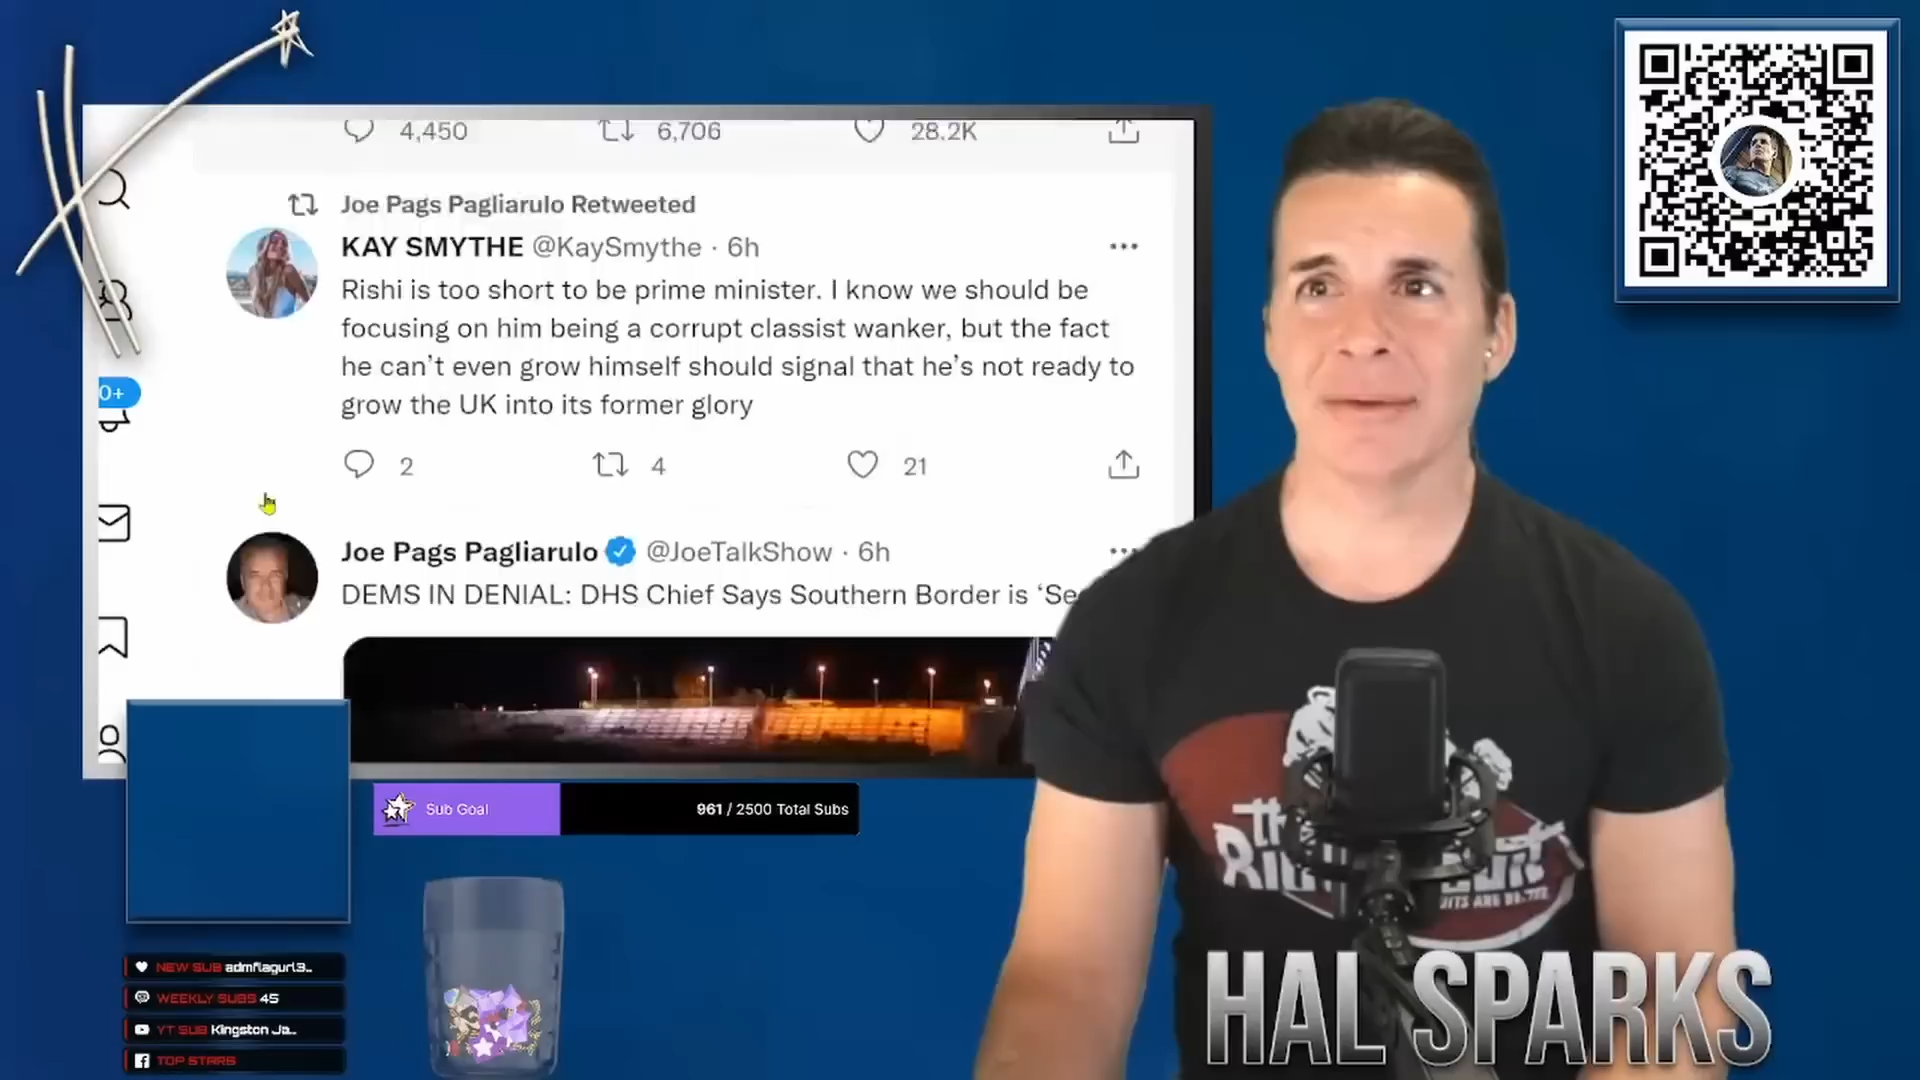 4,450 6,706 28.2K
Joe Pags Pagliarulo Retweeted
KAY SMYTHE @KaySmythe · 6h
Rishi is too short to be prime minister. I know we should be
focusing on him being a corrupt classist wanker, but the fact
he can’t even grow himself should signal that he’s not ready to
grow the UK into its former glory
2 4 21
0+
Joe Pags Pagliarulo @JoeTalkShow · 6h
DEMS IN DENIAL: DHS Chief Says Southern Border is ‘Se
Sub Goal 961 / 2500 Total Subs
NEW SUB admflagurl3...
WEEKLY SUBS 45
YT SUB Kingston Ja...
TOP STARS
HAL SPARKS